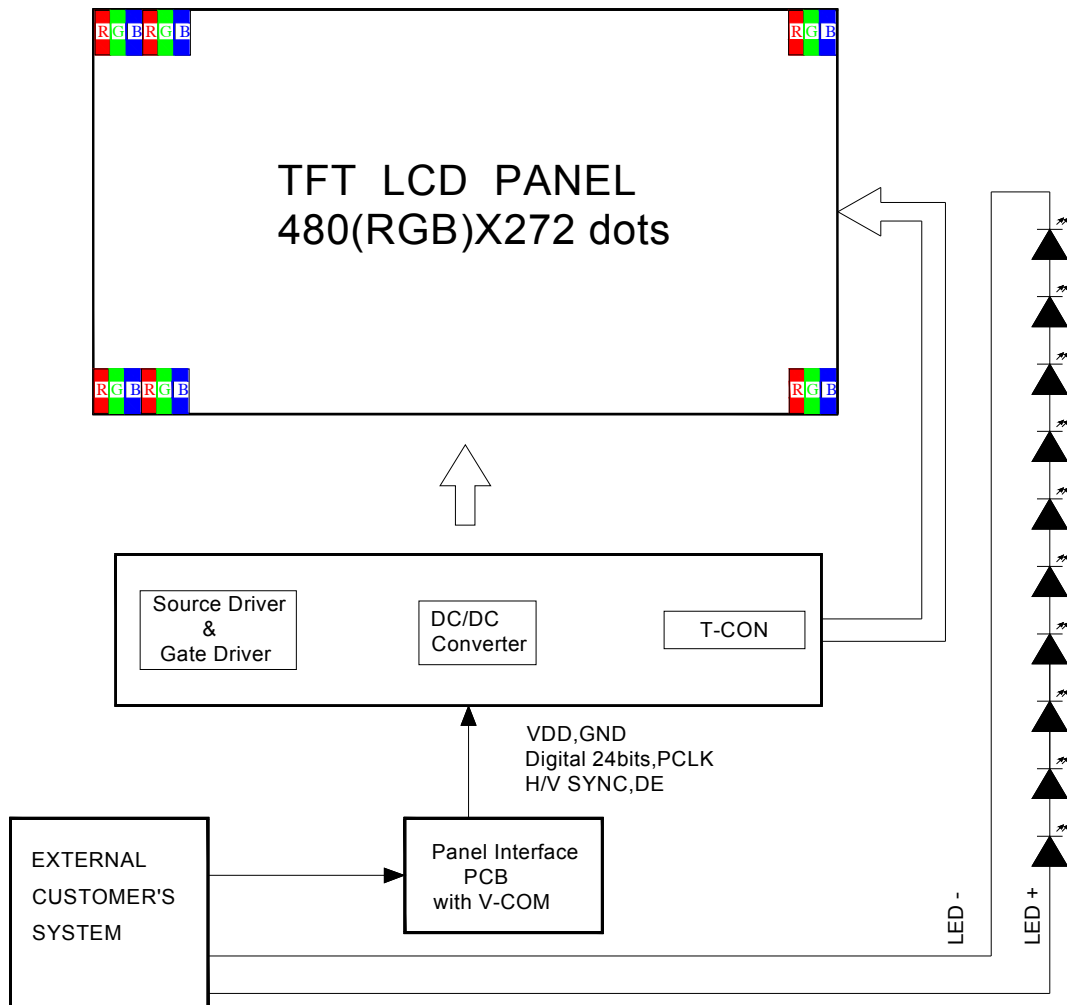 RGBRGB
RGB
TFT LCD PANEL
480(RGB)X272 dots
RGBRGB
RGB
Source Driver
&
Gate Driver
DC/DC
Converter
T-CON
VDD,GND
Digital 24bits,PCLK
H/V SYNC,DE
EXTERNAL
CUSTOMER'S
SYSTEM
Panel Interface
PCB
with V-COM
LED -
LED +